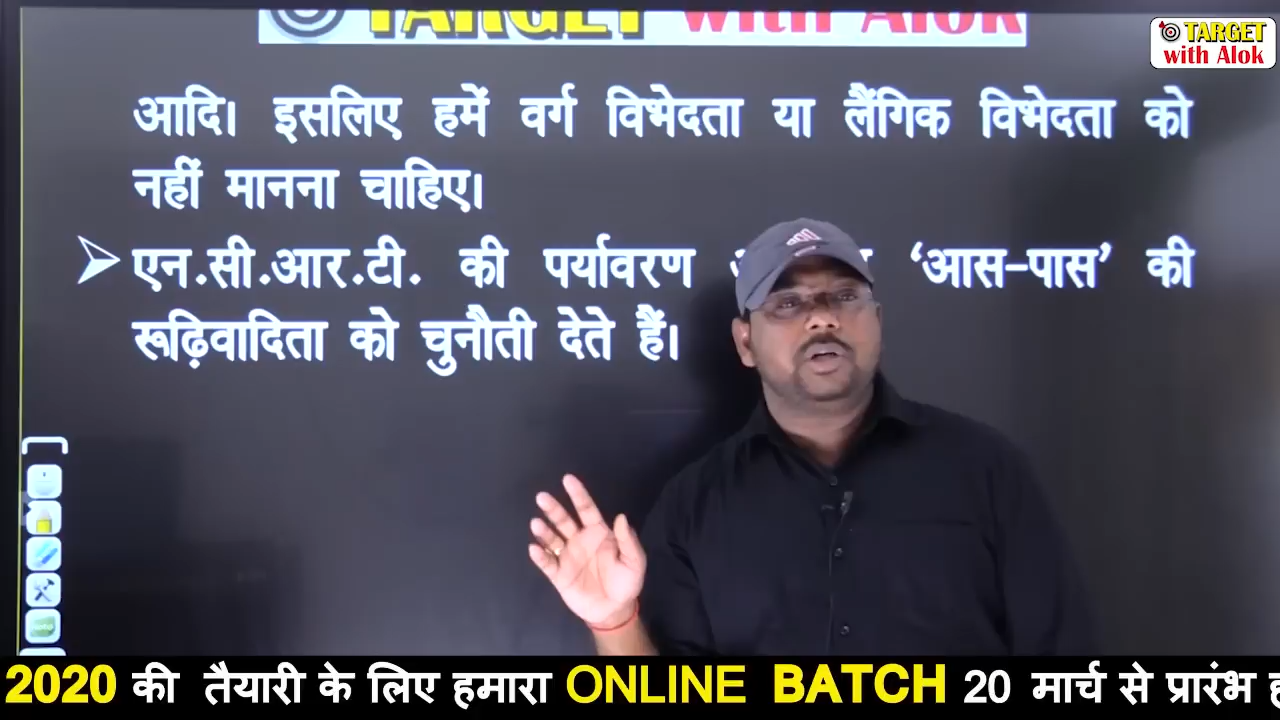 TARGET with Alok
TARGET
with Alok
आदि। इसलिए हमें वर्ग विभेदता या लैंगिक विभेदता को
नहीं मानना चाहिए।
एन.सी.आर.टी. की पर्यावरण ‘आस-पास’ की
रूढ़िवादिता को चुनौती देते हैं।
2020 की तैयारी के लिए हमारा ONLINE BATCH 20 मार्च से प्रारंभ